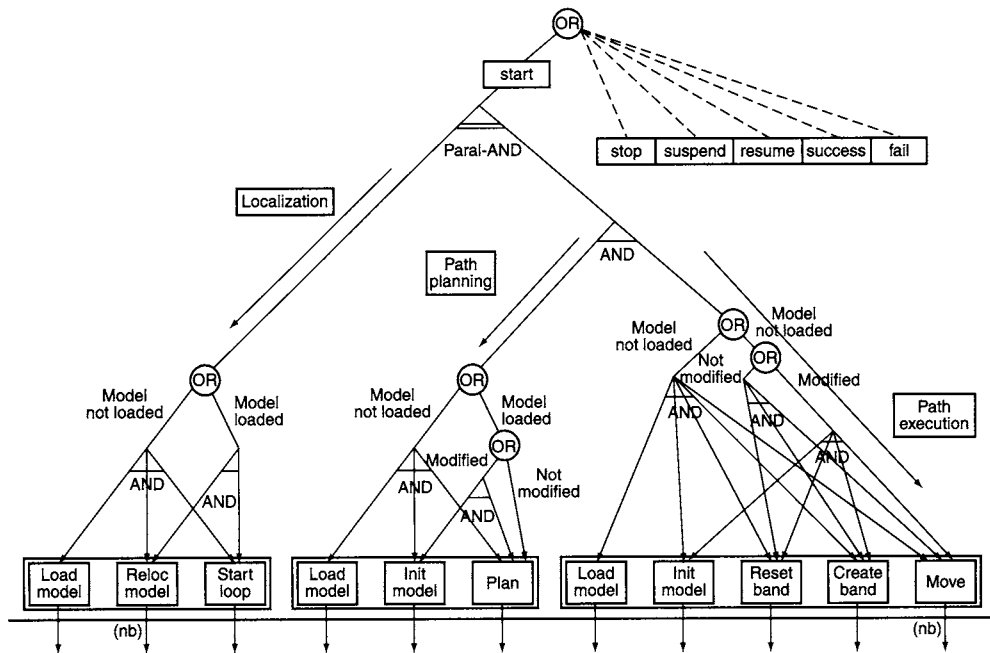 OR
start
Paral-AND
stop suspend resume success fail
Localization
Path
planning
AND
OR
Model
not loaded
Model
not loaded
OR
Not
modified
Modified
AND
AND
AND
Path
execution
OR
Model
not loaded
Model
loaded
AND
AND
OR
Model
not loaded
Model
loaded
OR
Modified
Not
modified
AND
AND
Load
model
Reloc
model
Start
loop
Load
model
Init
model
Plan
Load
model
Init
model
Reset
band
Create
band
Move
(nb)
(nb)